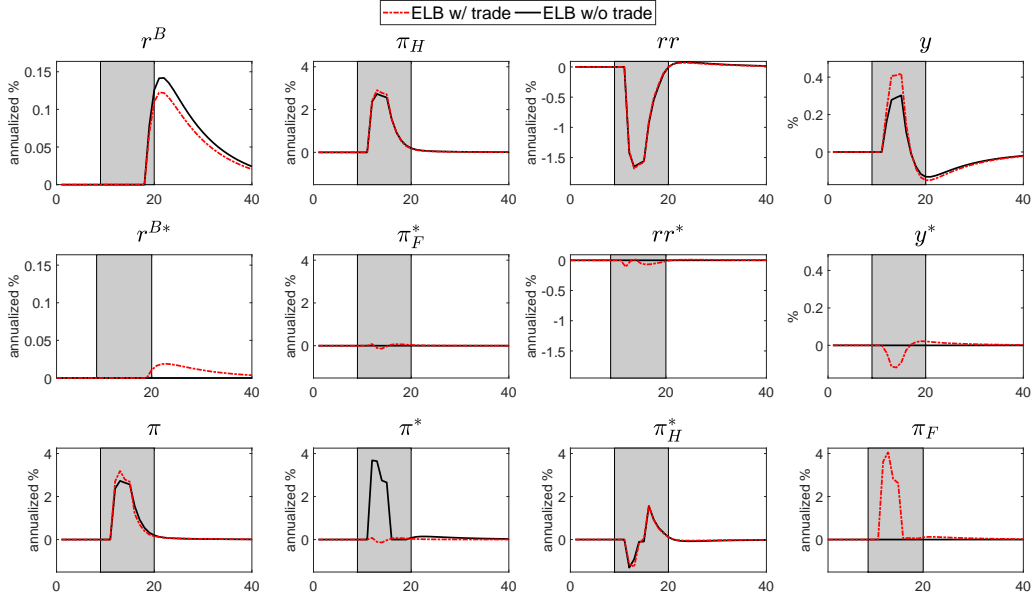 ELB w/ trade ELB w/o trade
r^B π_H rr y
annualized % 0.15 0.1 0.05 0 0 20 40
annualized % 4 2 0 0 20 40
annualized % 0 -0.5 -1 -1.5 0 20 40
% 0.4 0.2 0 0 20 40
r^{B*} π_F^* rr^* y^*
annualized % 0.15 0.1 0.05 0 0 20 40
annualized % 4 2 0 0 20 40
annualized % 0 -0.5 -1 -1.5 0 20 40
% 0.4 0.2 0 0 20 40
π π^* π_H^* π_F
annualized % 4 2 0 0 20 40
annualized % 4 2 0 0 20 40
annualized % 4 2 0 0 20 40
annualized % 4 2 0 0 20 40